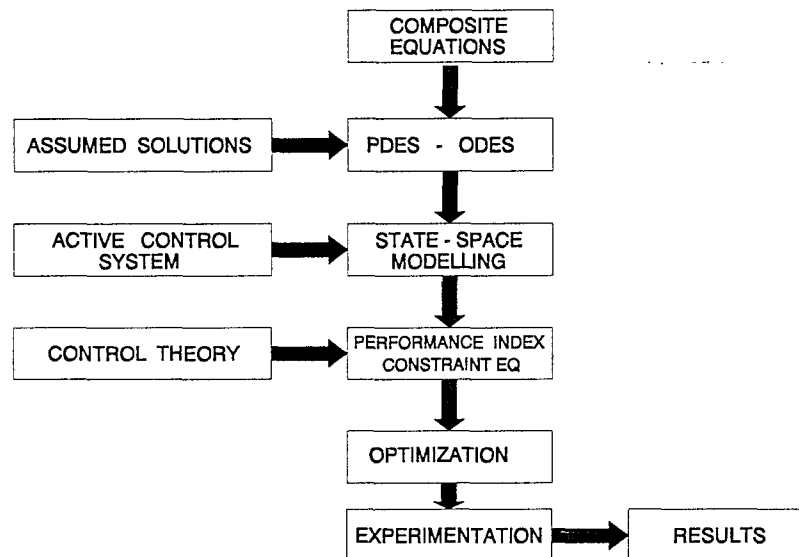 COMPOSITE
EQUATIONS
ASSUMED SOLUTIONS
PDES - ODES
ACTIVE CONTROL
SYSTEM
STATE - SPACE
MODELLING
CONTROL THEORY
PERFORMANCE INDEX
CONSTRAINT EQ
OPTIMIZATION
EXPERIMENTATION
RESULTS